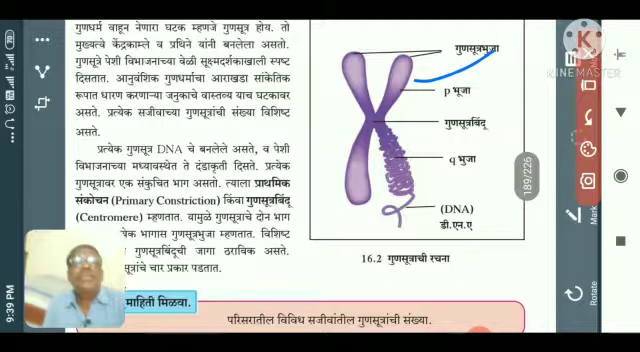 गुणधर्म वाहून नेणारा घटक म्हणजे गुणसूत्र होय. तो
मुख्यत्वे केंद्रकाम्ले व प्रथिने यांनी बनलेला असतो.
गुणसूत्रे पेशी विभाजनाच्या वेळी सूक्ष्मदर्शकाखाली स्पष्ट
दिसतात. आनुवंशिक गुणधर्माचा आराखडा सांकेतिक
रूपात धारण करणाऱ्या जनुकाचे वास्तव्य याच घटकावर
असते. प्रत्येक सजीवाच्या गुणसूत्रांची संख्या विशिष्ट
असते.
प्रत्येक गुणसूत्र DNA चे बनलेले असते, व पेशी
विभाजनाच्या मध्यावस्थेत ते दंडाकृती दिसते. प्रत्येक
गुणसूत्रावर एक संकुचित भाग असतो. त्याला प्राथमिक
संकोचन (Primary Constriction) किंवा गुणसूत्रबिंदू
(Centromere) म्हणतात. यामुळे गुणसूत्राचे दोन भाग
येक भागास गुणसूत्रभुजा म्हणतात. विशिष्ट
गुणसूत्रबिंदूची जागा ठराविक असते.
सूत्रांचे चार प्रकार पडतात.
माहिती मिळवा.
परिसरातील विविध सजीवांतील गुणसूत्रांची संख्या.
गुणसूत्रभुजा
p भूजा
गुणसूत्रबिंदू
q भुजा
(DNA)
डी.एन.ए
16.2 गुणसूत्राची रचना
189/226
Mark
Rotate
9:39 PM
K
KINEMASTER